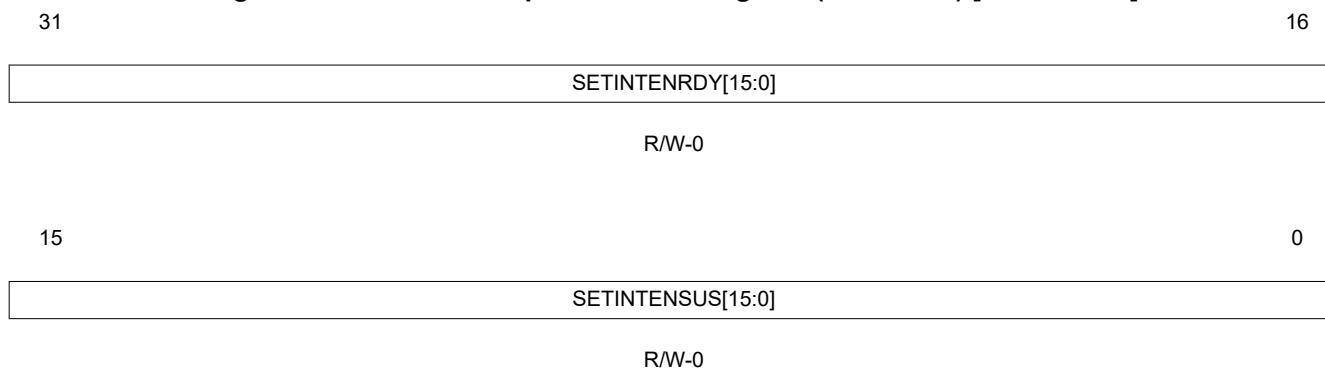 31 16
SETINTENRDY[15:0]
R/W-0
15 0
SETINTENSUS[15:0]
R/W-0